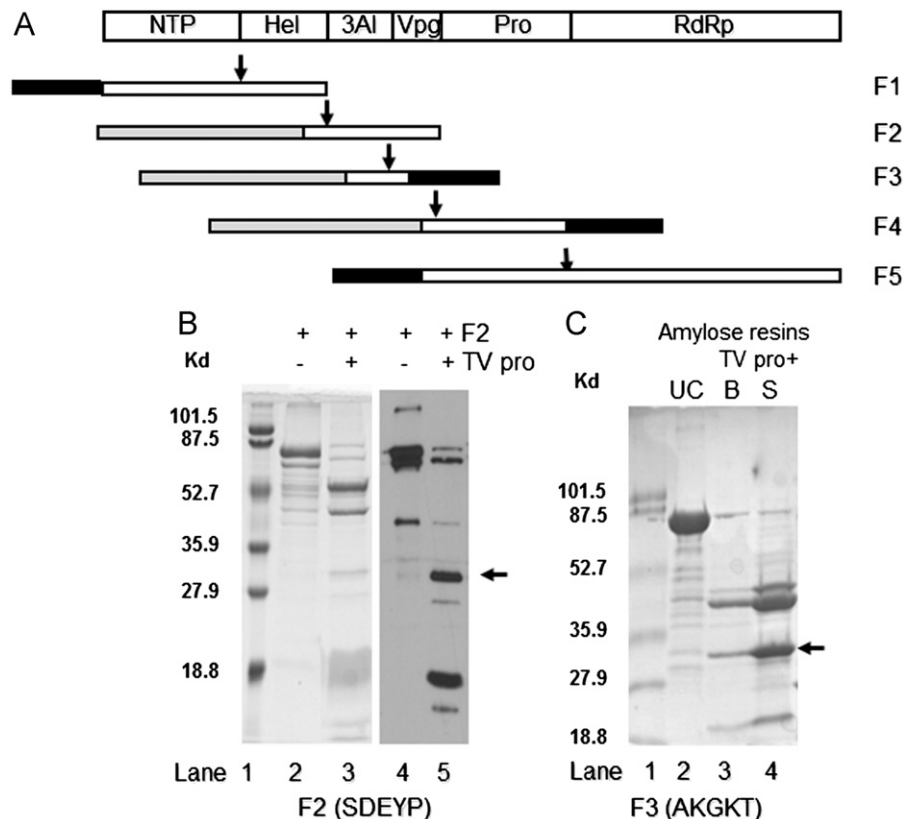 A
NTP Hel 3Al Vpg Pro RdRp
F1
F2
F3
F4
F5
B
+ + + + F2
Kd - + - + TV pro
101.5
87.5
52.7
35.9
27.9
18.8
Lane 1 2 3 4 5
F2 (SDEYP)
C
Amylose resins
TV pro+
Kd UC B S
101.5
87.5
52.7
35.9
27.9
18.8
Lane 1 2 3 4
F3 (AKGKT)